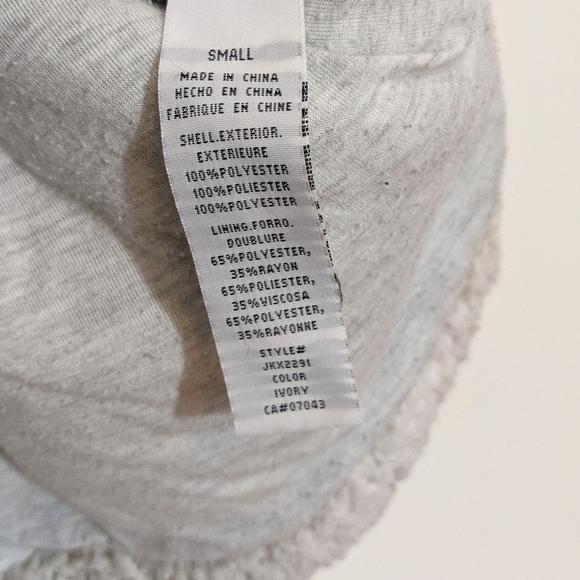 SMALL
MADE IN CHINA
HECHO EN CHINA
FABRIQUE EN CHINE
SHELL.EXTERIOR.
EXTERIEURE
100%POLYESTER
100%POLIESTER
100%POLYESTER
LINING.FORRO.
DOUBLURE
65%POLYESTER,
35%RAYON
65%POLIESTER,
35%VISCOSA
65%POLYESTER,
35%RAYONNE
STYLE#
JKX2291
COLOR
IVORY
CA#07043